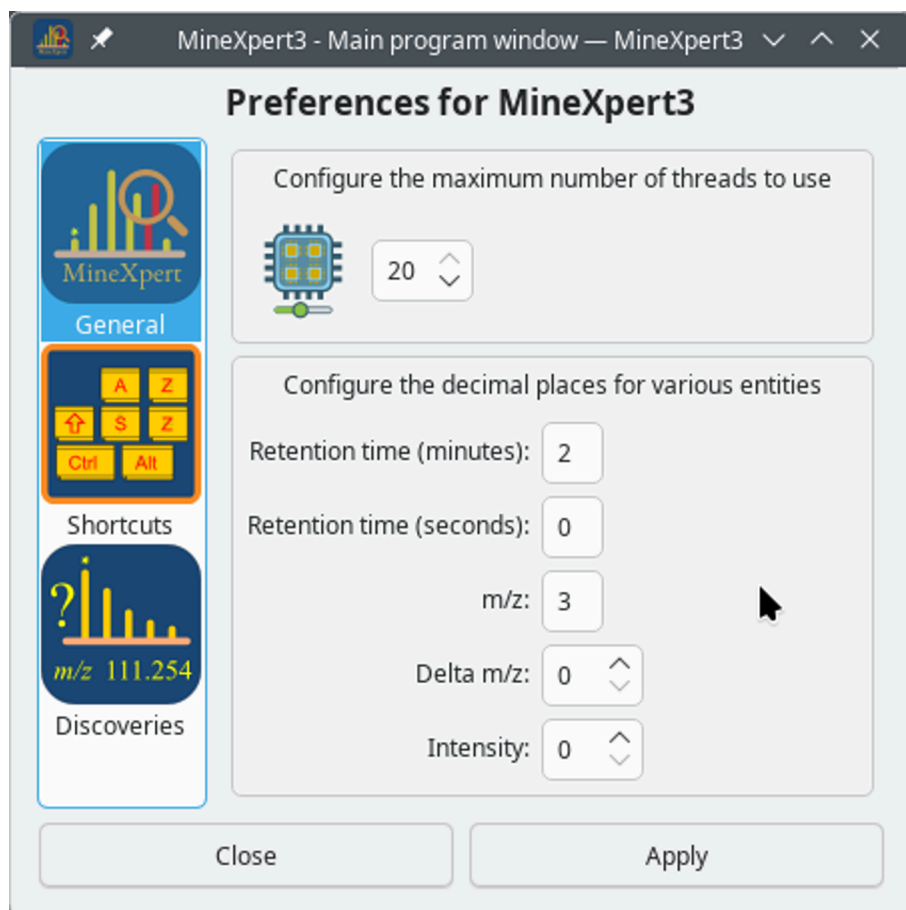 MineXpert3 - Main program window — MineXpert3
Preferences for MineXpert3
MineXpert
General
A Z
S Z
Ctrl Alt
Shortcuts
?
m/z 111.254
Discoveries
Configure the maximum number of threads to use
20
Configure the decimal places for various entities
Retention time (minutes): 2
Retention time (seconds): 0
m/z: 3
Delta m/z: 0
Intensity: 0
Close
Apply